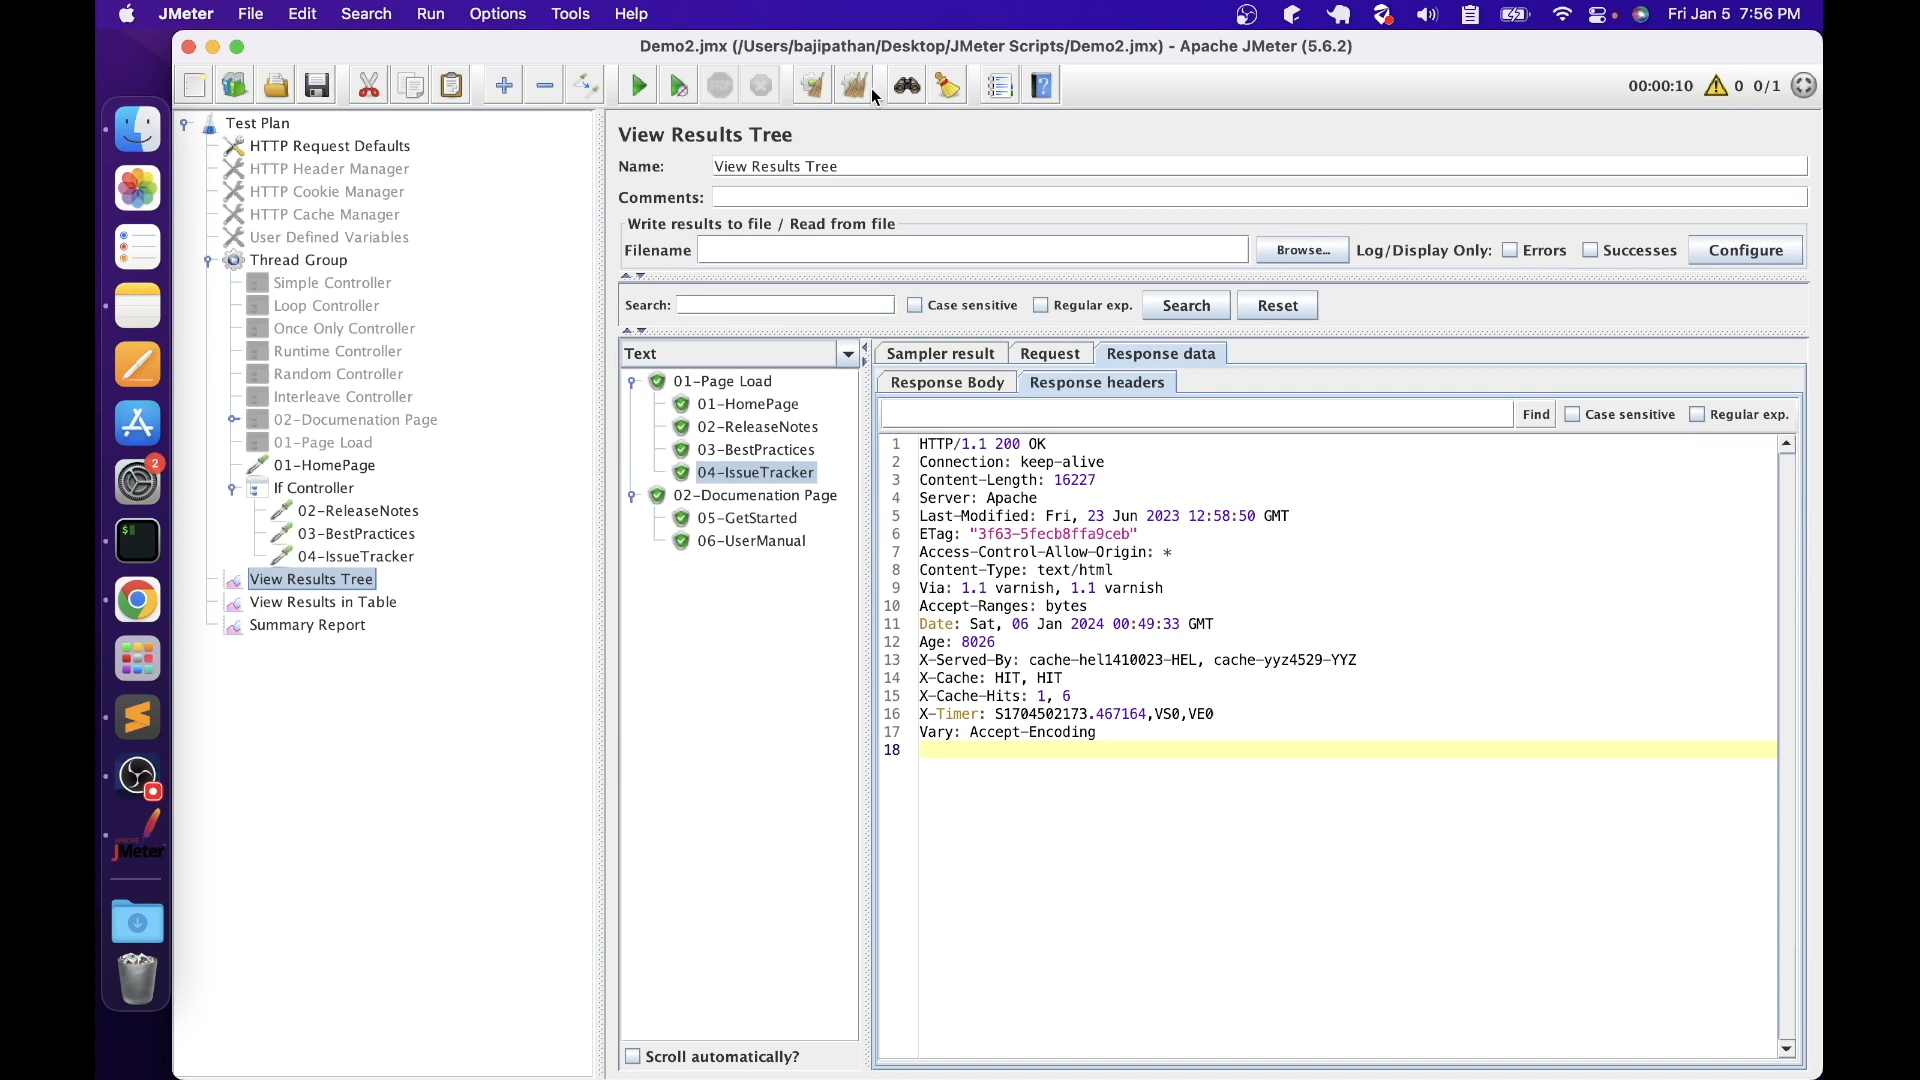 JMeter File Edit Search Run Options Tools Help Fri Jan 5 7:56 PM
Demo2.jmx (/Users/bajipathan/Desktop/JMeter Scripts/Demo2.jmx) - Apache JMeter (5.6.2)
STOP
00:00:10 0 0/1
Test Plan
HTTP Request Defaults
HTTP Header Manager
HTTP Cookie Manager
HTTP Cache Manager
User Defined Variables
Thread Group
Simple Controller
Loop Controller
Once Only Controller
Runtime Controller
Random Controller
Interleave Controller
02-Documenation Page
01-Page Load
01-HomePage
If Controller
02-ReleaseNotes
03-BestPractices
04-IssueTracker
View Results Tree
View Results in Table
Summary Report
2
APACHE
JMeter
View Results Tree
Name: View Results Tree
Comments:
Write results to file / Read from file
Filename Browse... Log/Display Only: Errors Successes Configure
Search: Case sensitive Regular exp. Search Reset
Text
01-Page Load
01-HomePage
02-ReleaseNotes
03-BestPractices
04-IssueTracker
02-Documenation Page
05-GetStarted
06-UserManual
Scroll automatically?
Sampler result Request Response data
Response Body Response headers
Find Case sensitive Regular exp.
1 HTTP/1.1 200 OK
2 Connection: keep-alive
3 Content-Length: 16227
4 Server: Apache
5 Last-Modified: Fri, 23 Jun 2023 12:58:50 GMT
6 ETag: "3f63-5fecb8ffa9ceb"
7 Access-Control-Allow-Origin: *
8 Content-Type: text/html
9 Via: 1.1 varnish, 1.1 varnish
10 Accept-Ranges: bytes
11 Date: Sat, 06 Jan 2024 00:49:33 GMT
12 Age: 8026
13 X-Served-By: cache-hel1410023-HEL, cache-yyz4529-YYZ
14 X-Cache: HIT, HIT
15 X-Cache-Hits: 1, 6
16 X-Timer: S1704502173.467164,VS0,VE0
17 Vary: Accept-Encoding
18